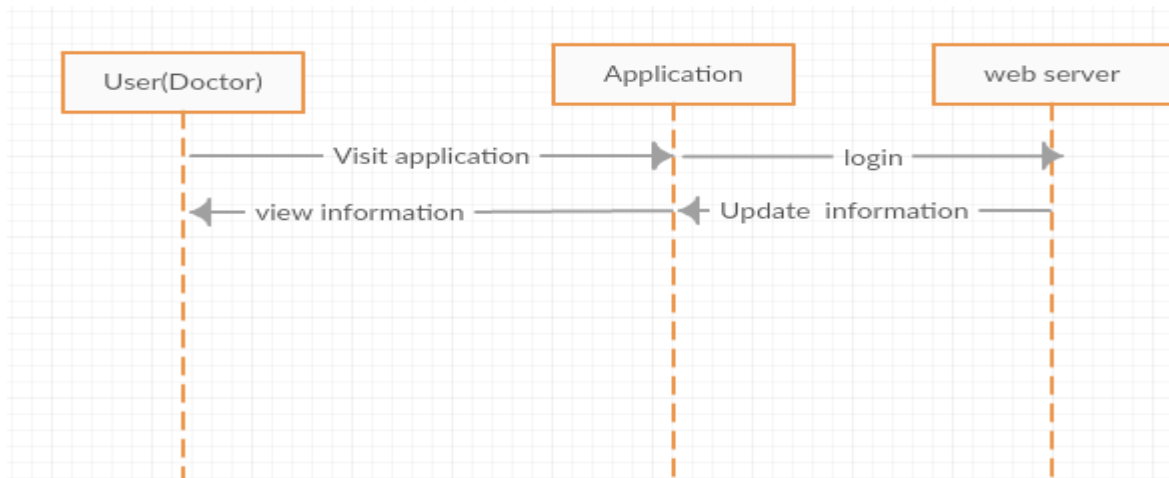 User(Doctor)
Application
web server
Visit application
login
view information
Update information